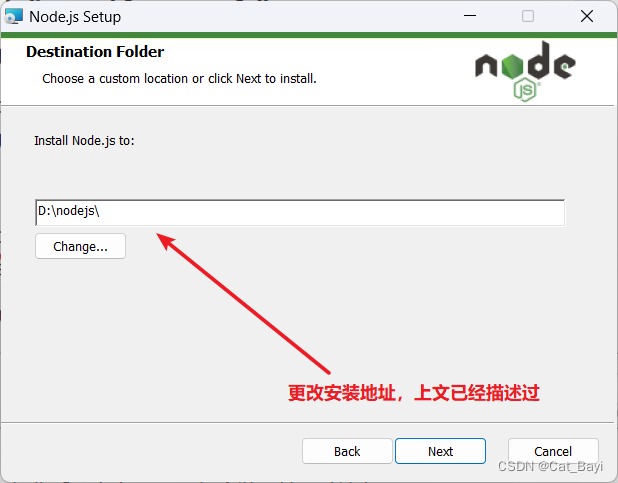 Node.js Setup
Destination Folder
Choose a custom location or click Next to install.
node
JS
Install Node.js to:
D:\nodejs\
Change...
更改安装地址，上文已经描述过
Back Next Cancel
CSDN @Cat_Bayi